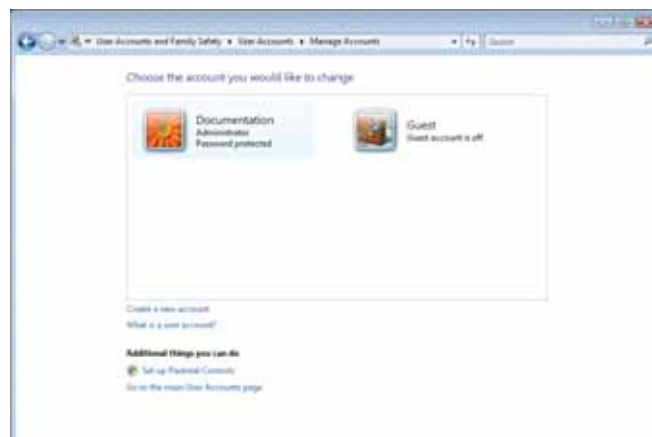 User Accounts and Family Safety ▸ User Accounts ▸ Manage Accounts
Search
Choose the account you would like to change
Documentation
Administrator
Password protected
Guest
Guest account is off
Create a new account
What is a user account?
Additional things you can do
Set up Parental Controls
Go to the main User Accounts page